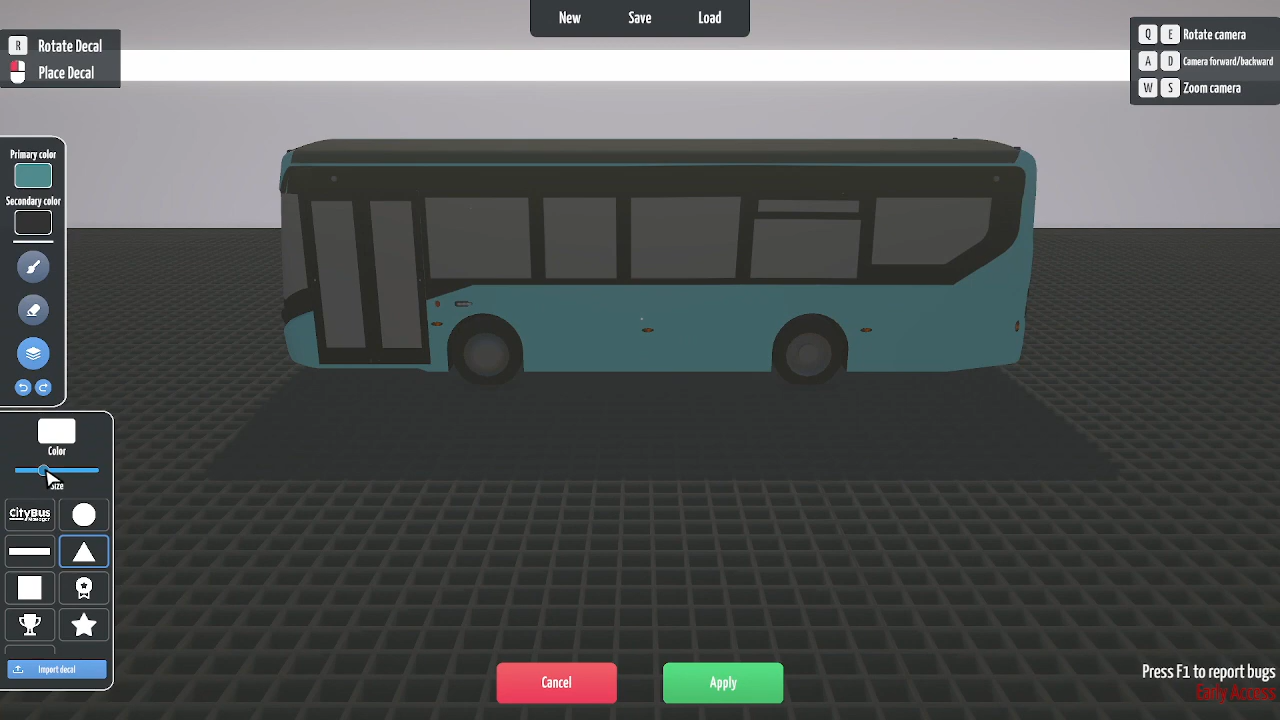 New Save Load
R Rotate Decal
Place Decal
Q E Rotate camera
A D Camera forward/backward
W S Zoom camera
Primary color
Secondary color
Color
Size
CityBus
MANAGER
Import decal
Cancel
Apply
Press F1 to report bugs
Early Access